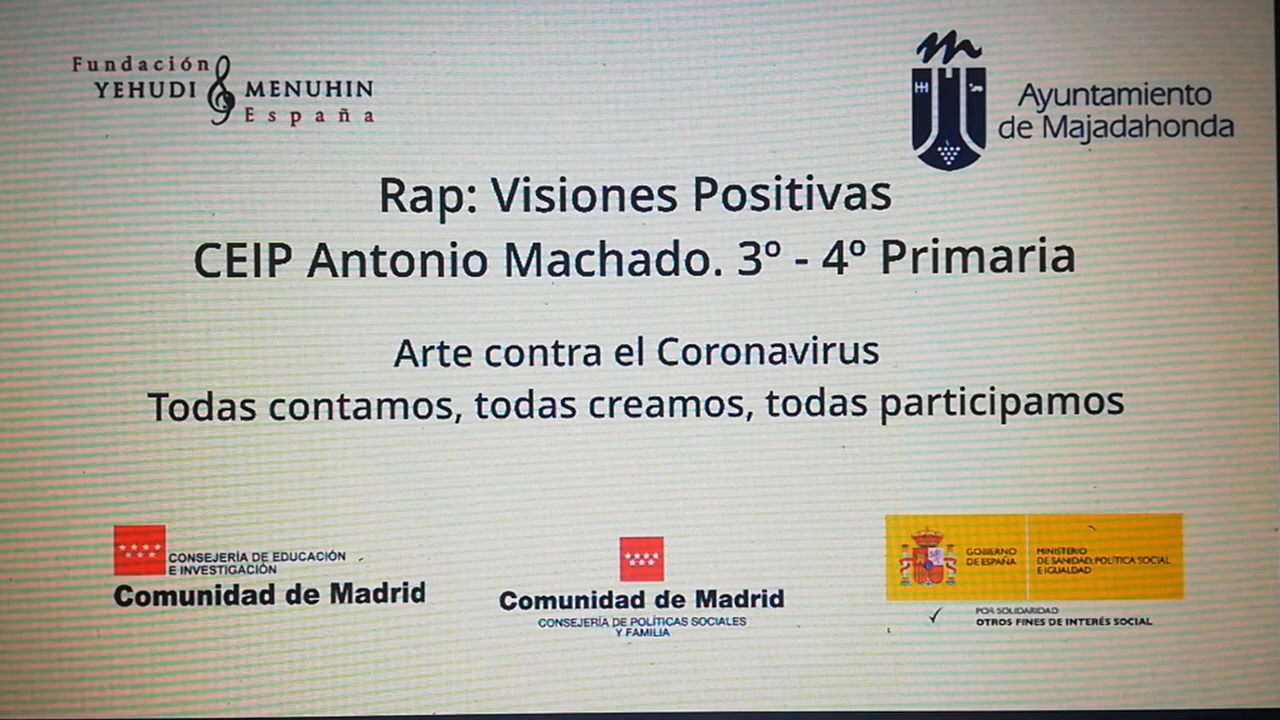 Fundación
YEHUDI MENUHIN
España
Ayuntamiento
de Majadahonda
Rap: Visiones Positivas
CEIP Antonio Machado. 3º - 4º Primaria
Arte contra el Coronavirus
Todas contamos, todas creamos, todas participamos
CONSEJERÍA DE EDUCACIÓN
E INVESTIGACIÓN
Comunidad de Madrid
Comunidad de Madrid
CONSEJERÍA DE POLÍTICAS SOCIALES
Y FAMILIA
GOBIERNO
DE ESPAÑA
MINISTERIO
DE SANIDAD, POLÍTICA SOCIAL
E IGUALDAD
POR SOLIDARIDAD
OTROS FINES DE INTERÉS SOCIAL